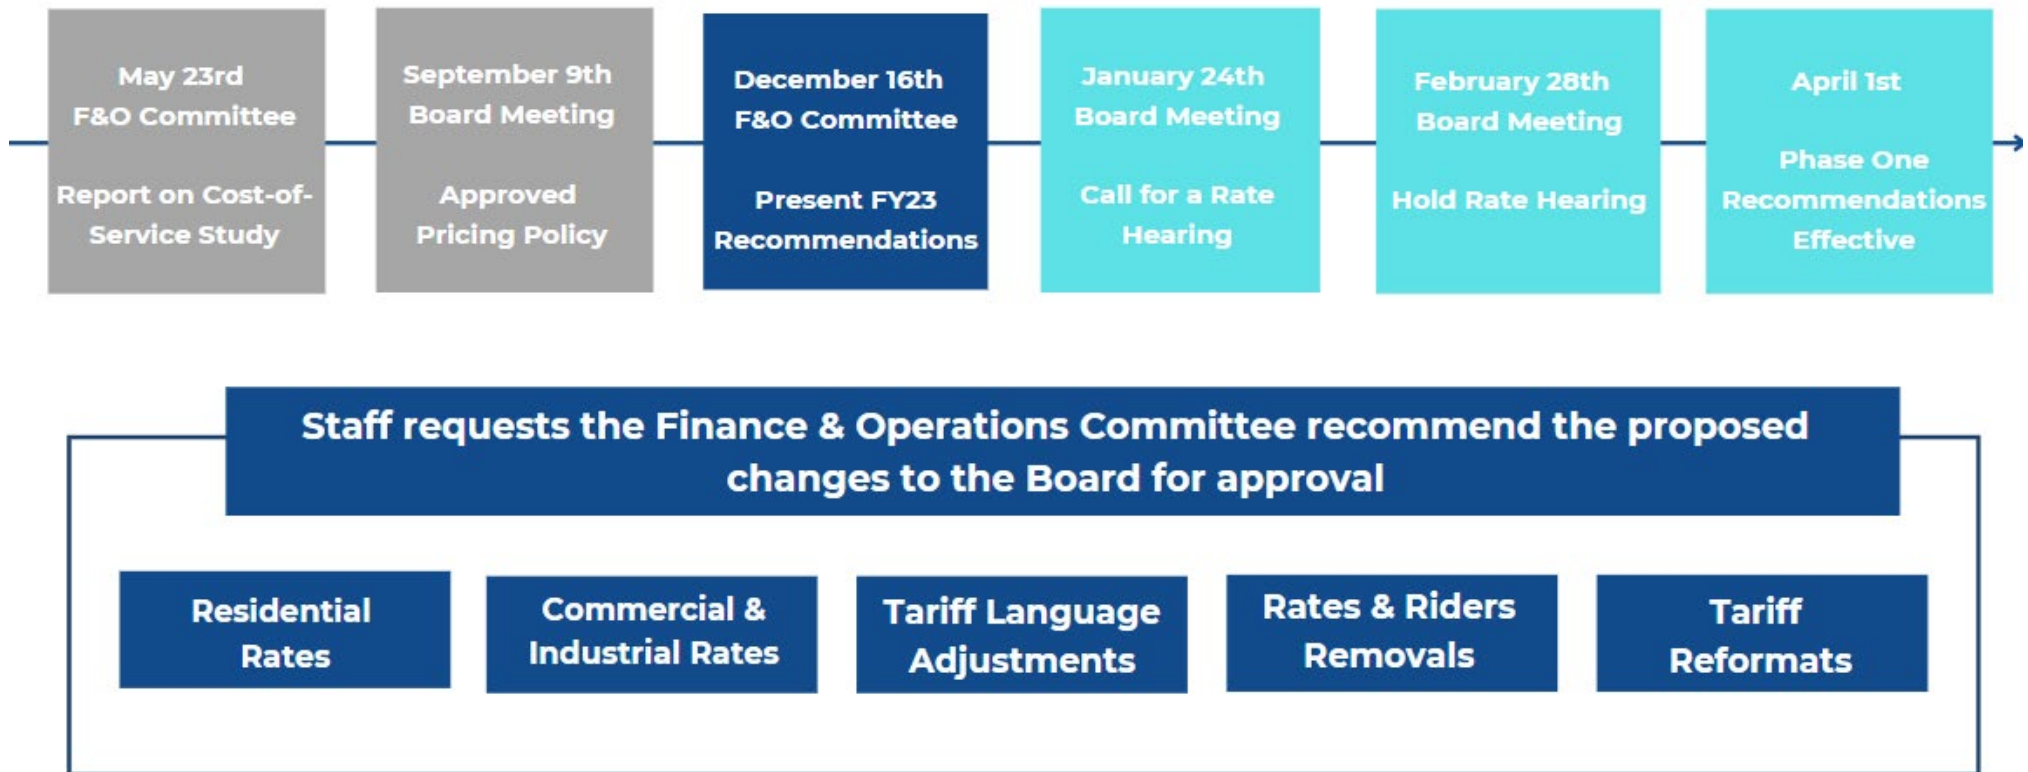 May 23rd
F&O Committee
Report on Cost-of-
Service Study
September 9th
Board Meeting
Approved
Pricing Policy
December 16th
F&O Committee
Present FY23
Recommendations
January 24th
Board Meeting
Call for a Rate
Hearing
February 28th
Board Meeting
Hold Rate Hearing
April 1st
Phase One
Recommendations
Effective
Staff requests the Finance & Operations Committee recommend the proposed
changes to the Board for approval
Residential
Rates
Commercial &
Industrial Rates
Tariff Language
Adjustments
Rates & Riders
Removals
Tariff
Reformats